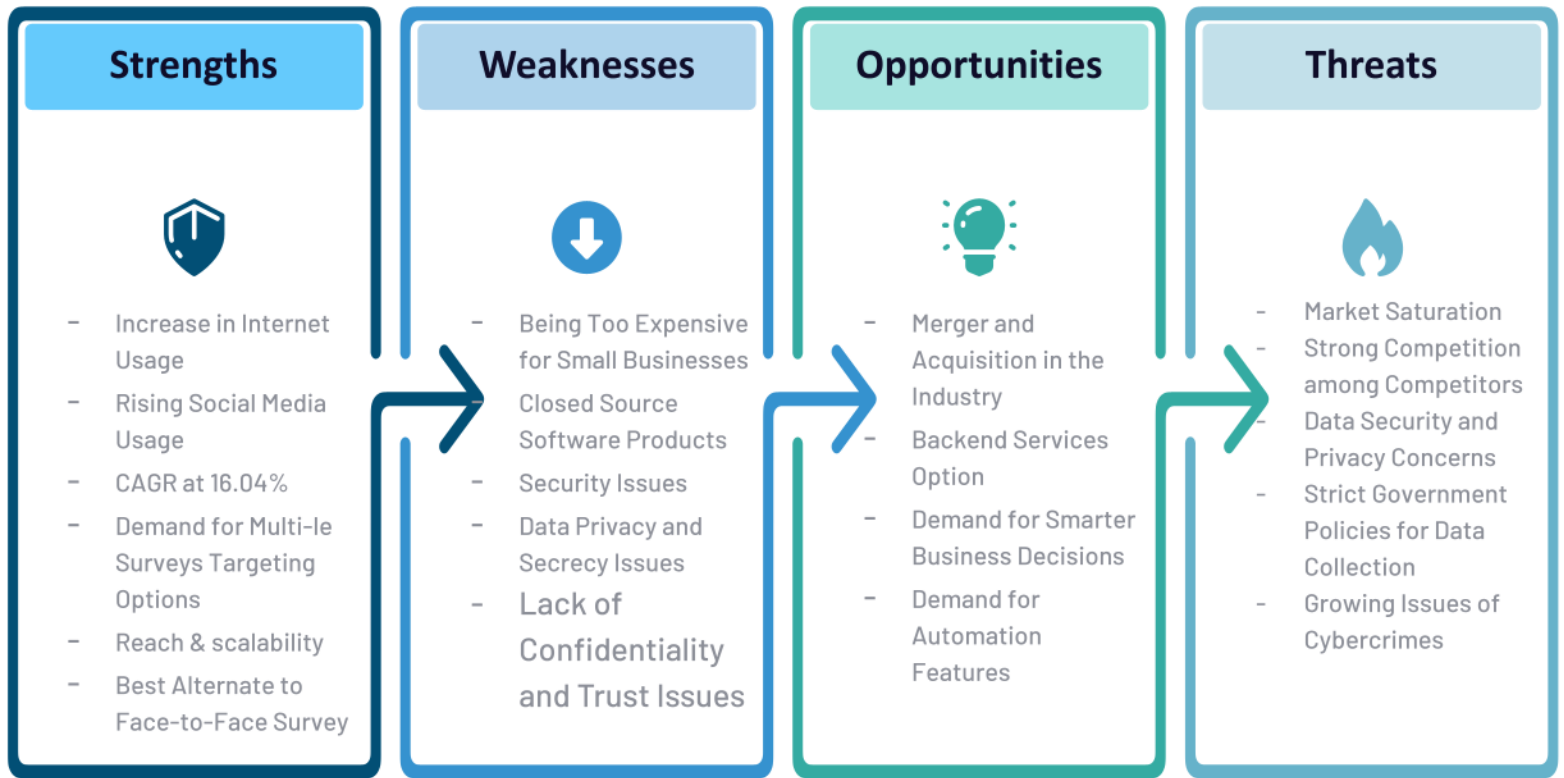 Strengths
- Increase in Internet
Usage
- Rising Social Media
Usage
- CAGR at 16.04%
- Demand for Multi-le
Surveys Targeting
Options
- Reach & scalability
- Best Alternate to
Face-to-Face Survey
Weaknesses
- Being Too Expensive
for Small Businesses
- Closed Source
Software Products
- Security Issues
- Data Privacy and
Secrecy Issues
- Lack of
Confidentiality
and Trust Issues
Opportunities
- Merger and
Acquisition in the
Industry
- Backend Services
Option
- Demand for Smarter
Business Decisions
- Demand for
Automation
Features
Threats
- Market Saturation
- Strong Competition
among Competitors
- Data Security and
Privacy Concerns
- Strict Government
Policies for Data
Collection
- Growing Issues of
Cybercrimes